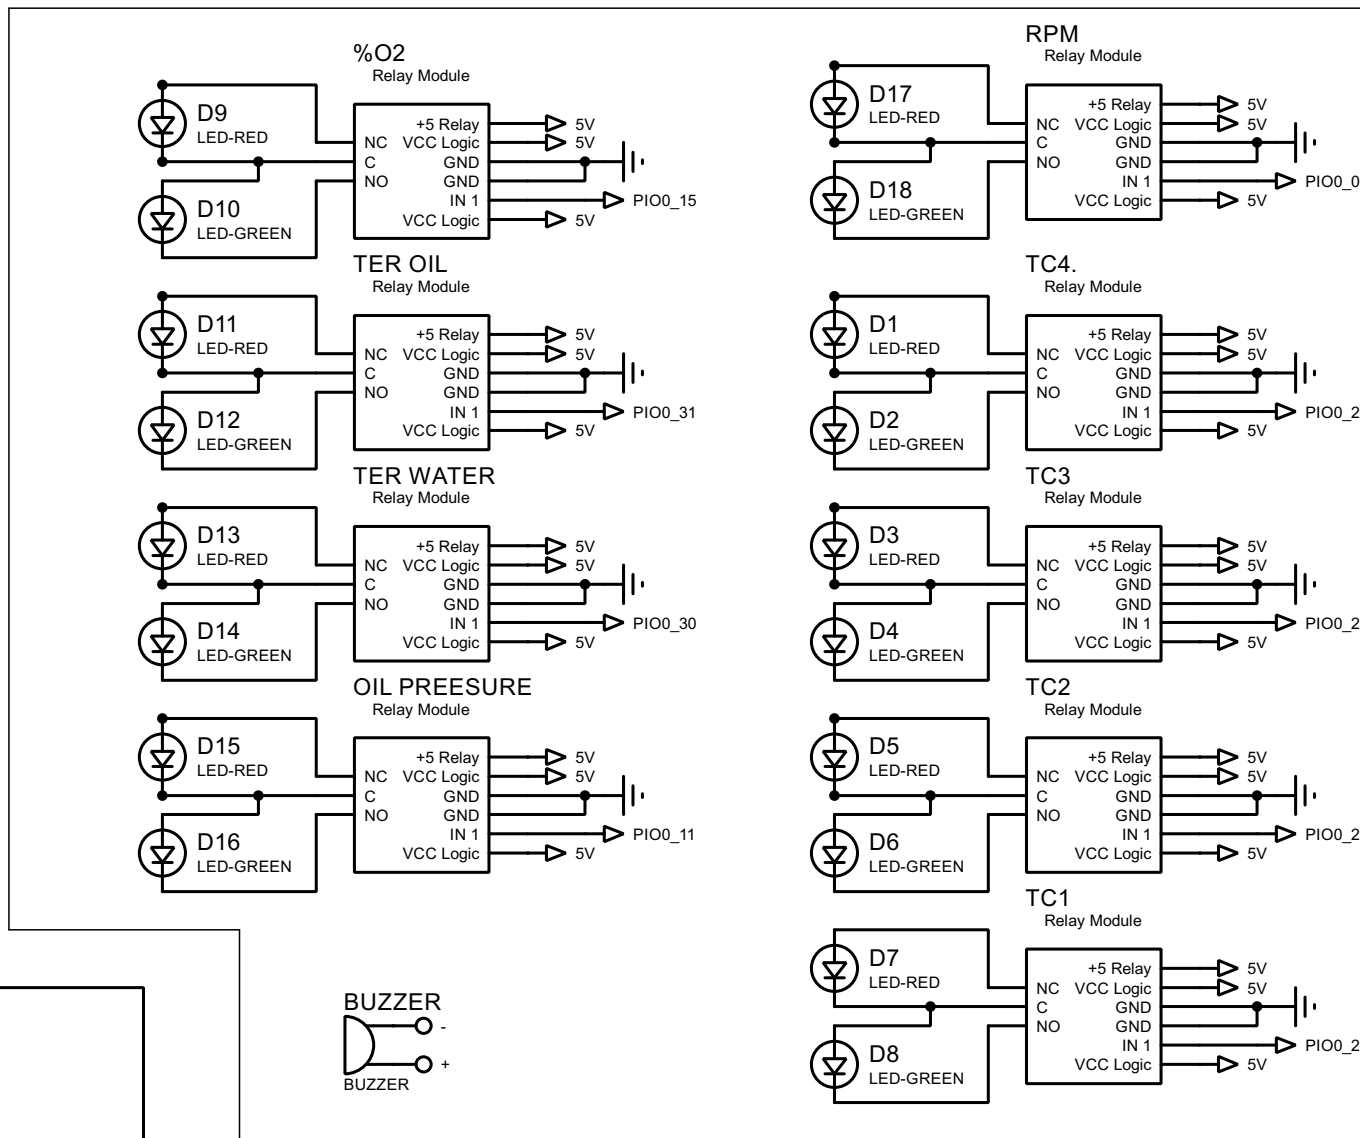 %O2
Relay Module
D9
LED-RED
D10
LED-GREEN
NC
C
NO
+5 Relay
VCC Logic
GND
GND
IN 1
VCC Logic
5V
5V
PIO0_15
5V
TER OIL
Relay Module
D11
LED-RED
D12
LED-GREEN
NC
C
NO
+5 Relay
VCC Logic
GND
GND
IN 1
VCC Logic
5V
5V
PIO0_31
5V
TER WATER
Relay Module
D13
LED-RED
D14
LED-GREEN
NC
C
NO
+5 Relay
VCC Logic
GND
GND
IN 1
VCC Logic
5V
5V
PIO0_30
5V
OIL PREESURE
Relay Module
D15
LED-RED
D16
LED-GREEN
NC
C
NO
+5 Relay
VCC Logic
GND
GND
IN 1
VCC Logic
5V
5V
PIO0_11
5V
BUZZER
-
+
BUZZER
RPM
Relay Module
D17
LED-RED
D18
LED-GREEN
NC
C
NO
+5 Relay
VCC Logic
GND
GND
IN 1
VCC Logic
5V
5V
PIO0_0
5V
TC4.
Relay Module
D1
LED-RED
D2
LED-GREEN
NC
C
NO
+5 Relay
VCC Logic
GND
GND
IN 1
VCC Logic
5V
5V
PIO0_2
5V
TC3
Relay Module
D3
LED-RED
D4
LED-GREEN
NC
C
NO
+5 Relay
VCC Logic
GND
GND
IN 1
VCC Logic
5V
5V
PIO0_2
5V
TC2
Relay Module
D5
LED-RED
D6
LED-GREEN
NC
C
NO
+5 Relay
VCC Logic
GND
GND
IN 1
VCC Logic
5V
5V
PIO0_2
5V
TC1
Relay Module
D7
LED-RED
D8
LED-GREEN
NC
C
NO
+5 Relay
VCC Logic
GND
GND
IN 1
VCC Logic
5V
5V
PIO0_2
5V